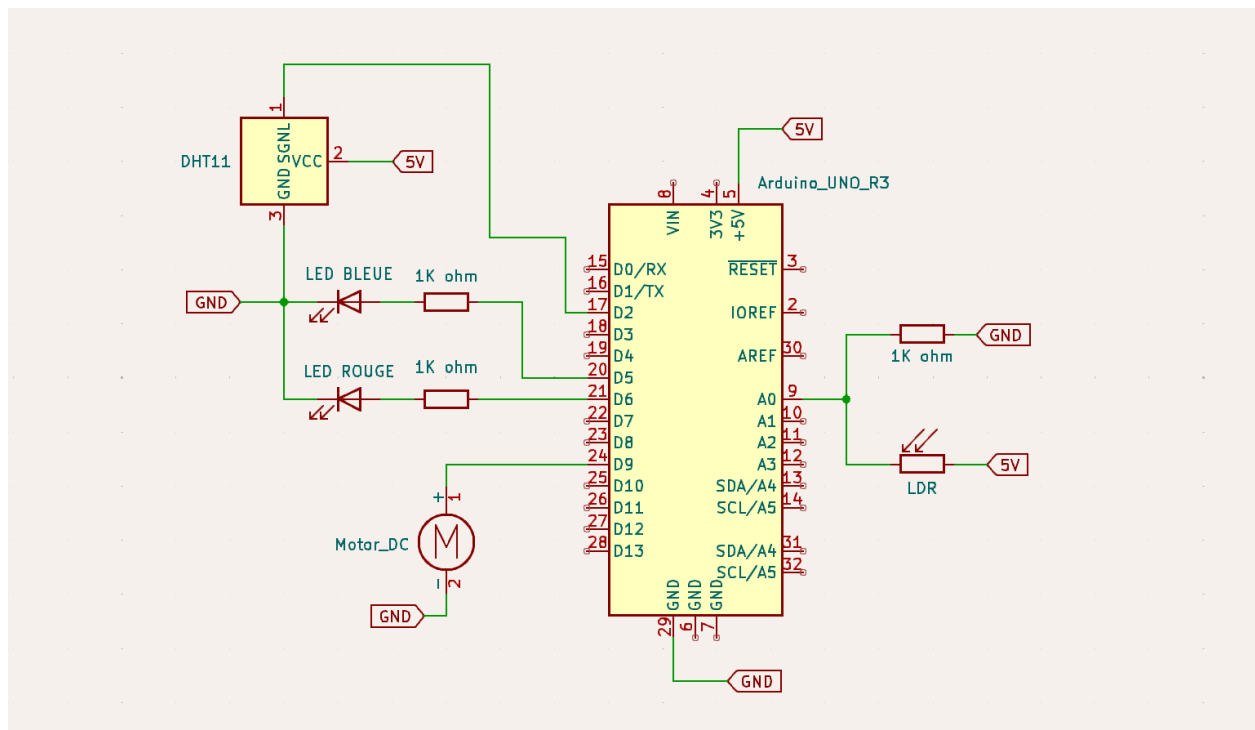 DHT11
1
SGNL
VCC
2
5V
GND
3
GND
LED BLEUE
1K ohm
LED ROUGE
1K ohm
Motor_DC
+
1
M
-
2
GND
5V
Arduino_UNO_R3
8
VIN
4
3V3
5
+5V
15 D0/RX
16 D1/TX
17 D2
18 D3
19 D4
20 D5
21 D6
22 D7
23 D8
24 D9
25 D10
26 D11
27 D12
28 D13
RESET 3
IOREF 2
AREF 30
A0 9
A1 10
A2 11
A3 12
SDA/A4 13
SCL/A5 14
SDA/A4 31
SCL/A5 32
GND
29
GND
6
GND
7
GND
1K ohm
GND
LDR
5V